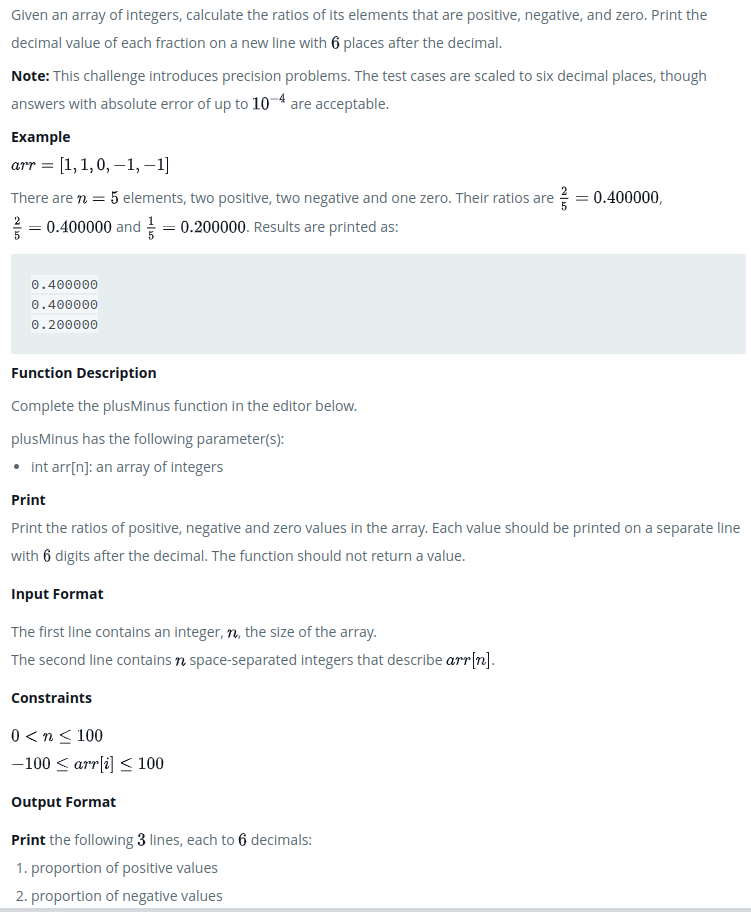 Given an array of integers, calculate the ratios of its elements that are positive, negative, and zero. Print the
decimal value of each fraction on a new line with 6 places after the decimal.
Note: This challenge introduces precision problems. The test cases are scaled to six decimal places, though
answers with absolute error of up to 10⁻⁴ are acceptable.
Example
arr = [1, 1, 0, −1, −1]
There are n = 5 elements, two positive, two negative and one zero. Their ratios are 2/5 = 0.400000,
2/5 = 0.400000 and 1/5 = 0.200000. Results are printed as:
0.400000
0.400000
0.200000
Function Description
Complete the plusMinus function in the editor below.
plusMinus has the following parameter(s):
• int arr[n]: an array of integers
Print
Print the ratios of positive, negative and zero values in the array. Each value should be printed on a separate line
with 6 digits after the decimal. The function should not return a value.
Input Format
The first line contains an integer, n, the size of the array.
The second line contains n space-separated integers that describe arr[n].
Constraints
0 < n ≤ 100
−100 ≤ arr[i] ≤ 100
Output Format
Print the following 3 lines, each to 6 decimals:
1. proportion of positive values
2. proportion of negative values